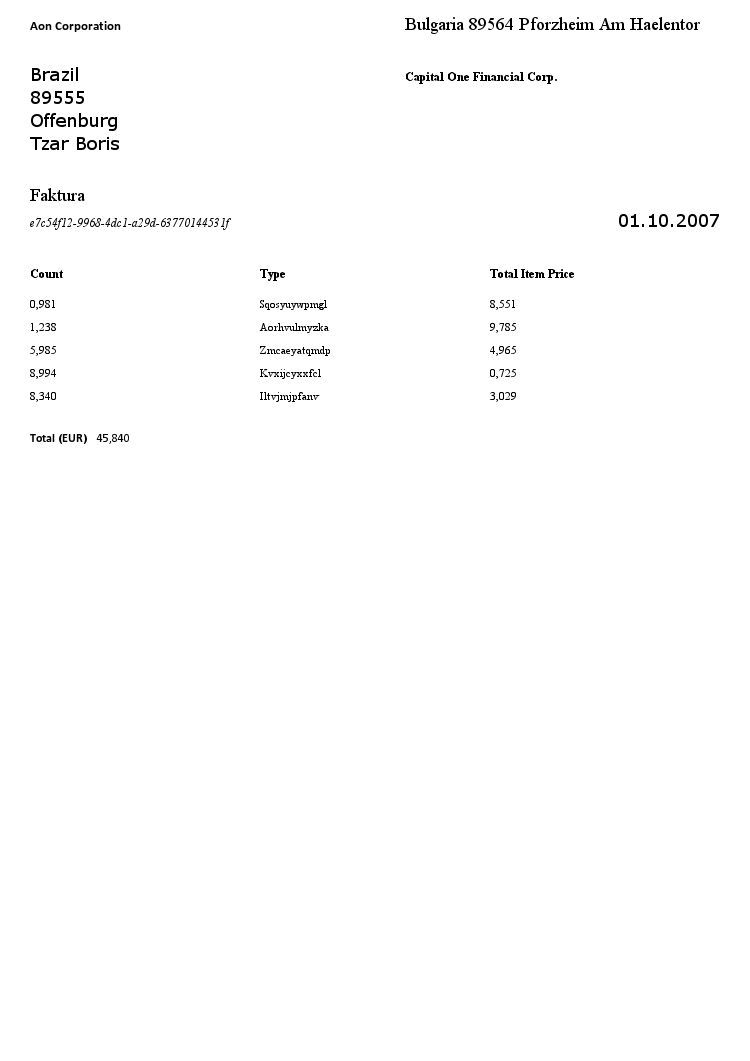 Aon Corporation
Bulgaria 89564 Pforzheim Am Haelentor
Brazil
89555
Offenburg
Tzar Boris
Capital One Financial Corp.
Faktura
e7c54f12-9968-4dc1-a29d-63770144531f
01.10.2007
Count Type Total Item Price
0,981 Sqosyuywpmgl 8,551
1,238 Aorhvulmyzka 9,785
5,985 Zmcaeyatqmdp 4,965
8,994 Kvxijcyxxfcl 0,725
8,340 Iltvjmjpfanv 3,029
Total (EUR) 45,840